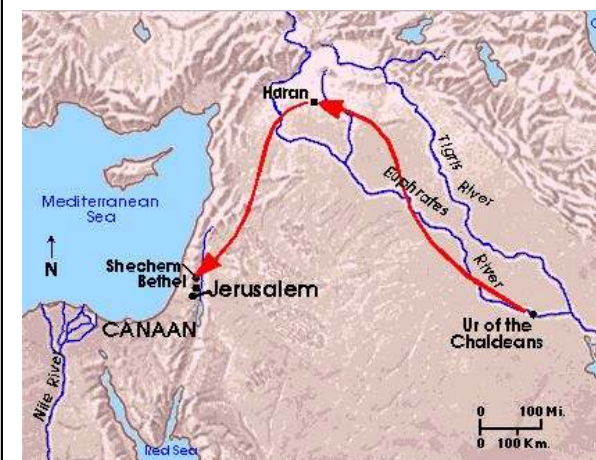 Haran
Tigris River
Euphrates River
Mediterranean
Sea
N
Shechem
Bethel
Jerusalem
CANAAN
Ur of the
Chaldeans
Nile River
Red Sea
0 100 Mi.
0 100 Km.